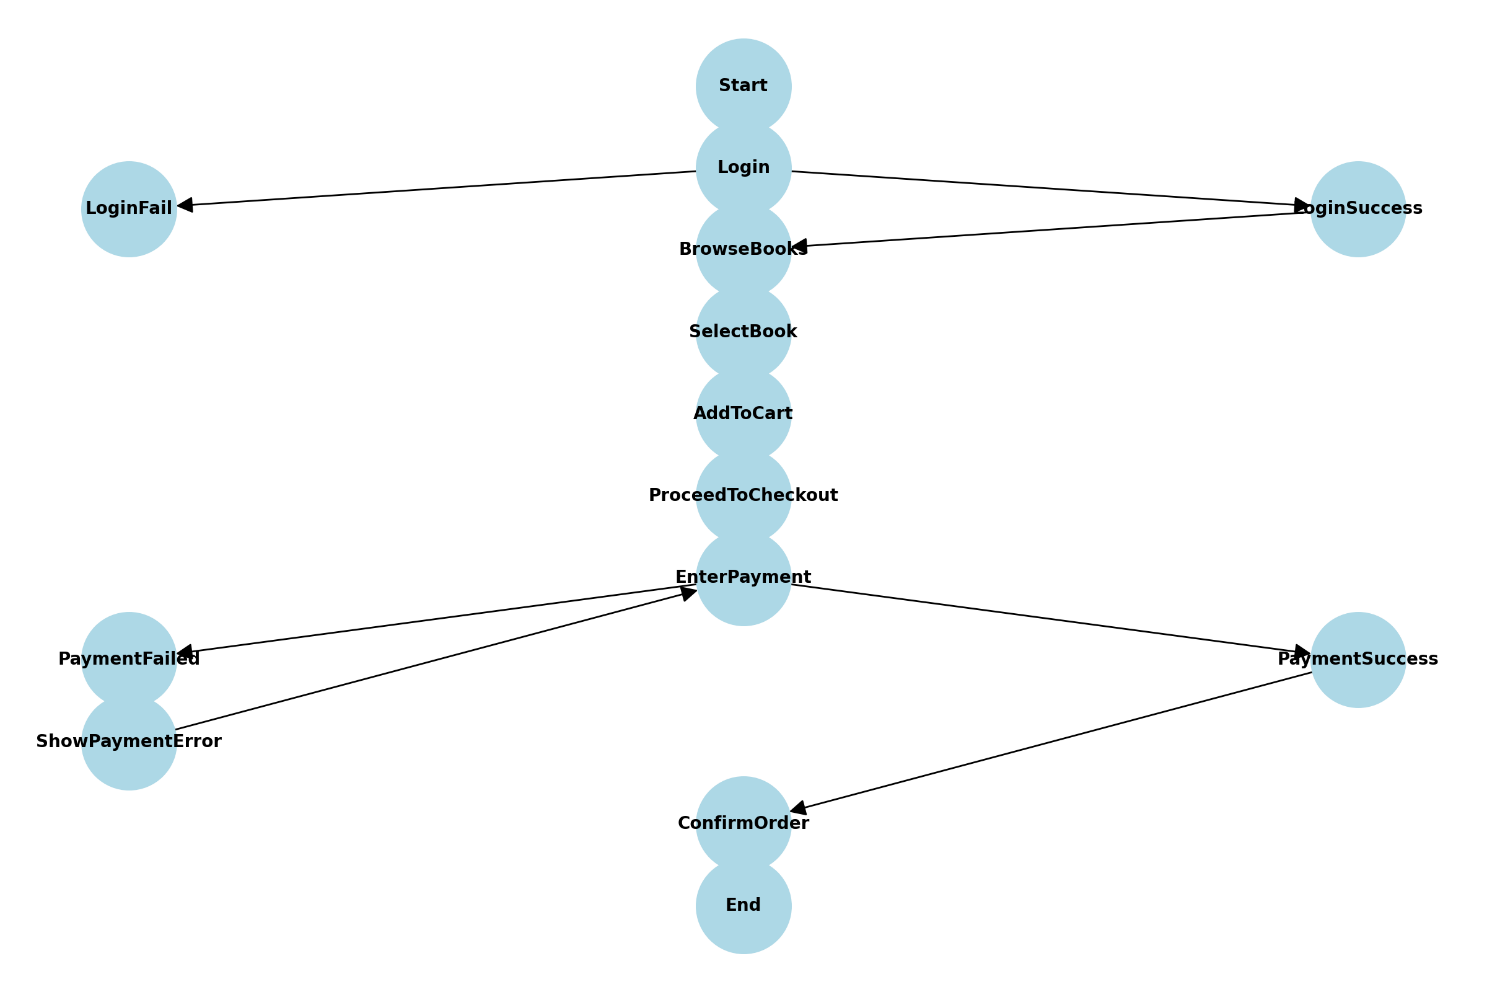 Start
Login
LoginFail
LoginSuccess
BrowseBooks
SelectBook
AddToCart
ProceedToCheckout
EnterPayment
PaymentFailed
PaymentSuccess
ShowPaymentError
ConfirmOrder
End